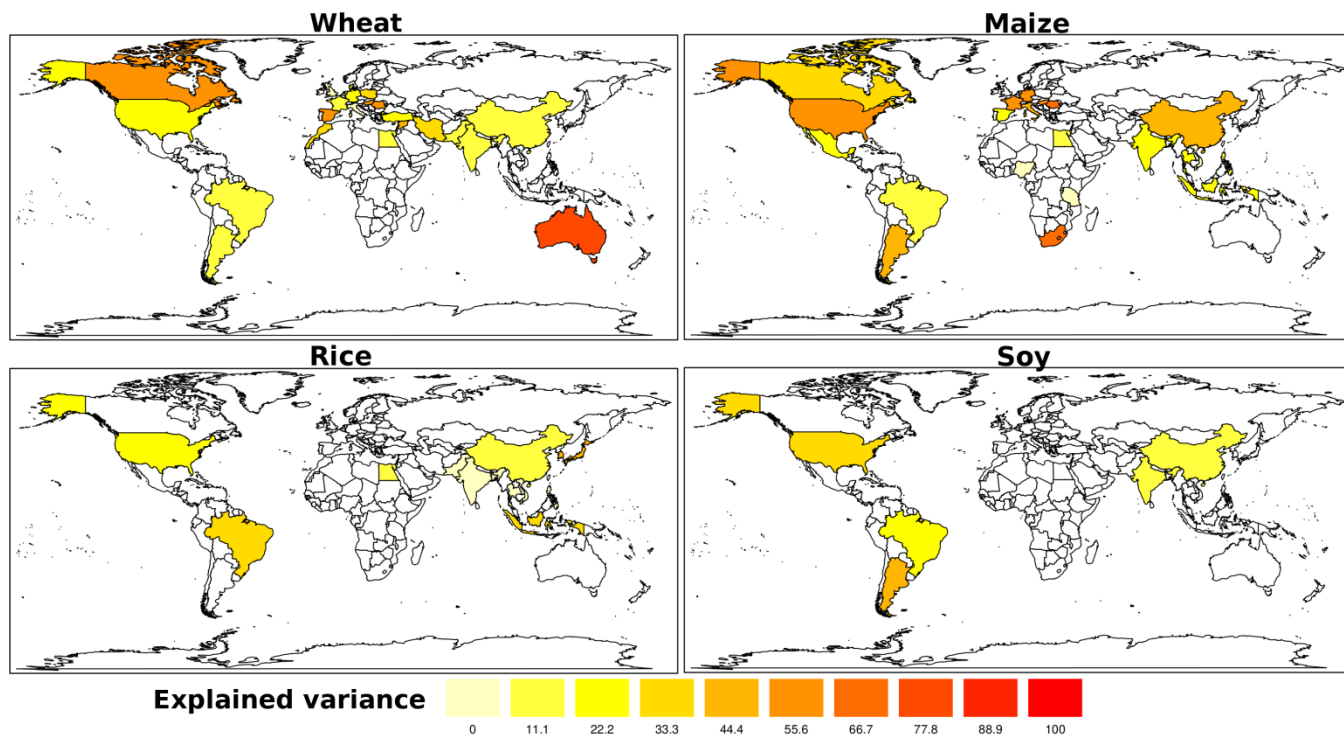 Wheat
Maize
Rice
Soy
Explained variance
0 11.1 22.2 33.3 44.4 55.6 66.7 77.8 88.9 100